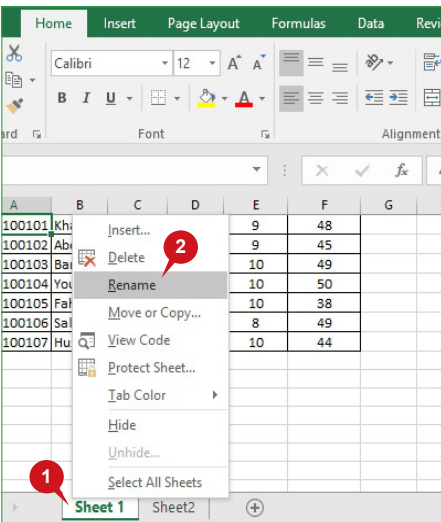 Home Insert Page Layout Formulas Data Revi
Calibri 12 A A
B I U A
ard Font Alignment
fx
A B C D E F G
100101 Kha 9 48
100102 Abe 9 45
100103 Bar 10 49
100104 You 10 50
100105 Fah 10 38
100106 Sal 8 49
100107 Hus 10 44
Insert...
Delete
2
Rename
Move or Copy...
View Code
Protect Sheet...
Tab Color
Hide
Unhide...
Select All Sheets
1
Sheet 1 Sheet2